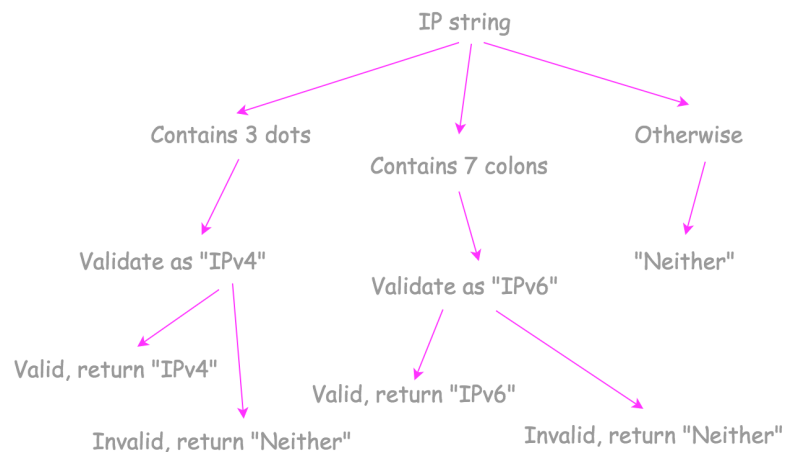 IP string
Contains 3 dots
Contains 7 colons
Otherwise
Validate as "IPv4"
Validate as "IPv6"
"Neither"
Valid, return "IPv4"
Invalid, return "Neither"
Valid, return "IPv6"
Invalid, return "Neither"